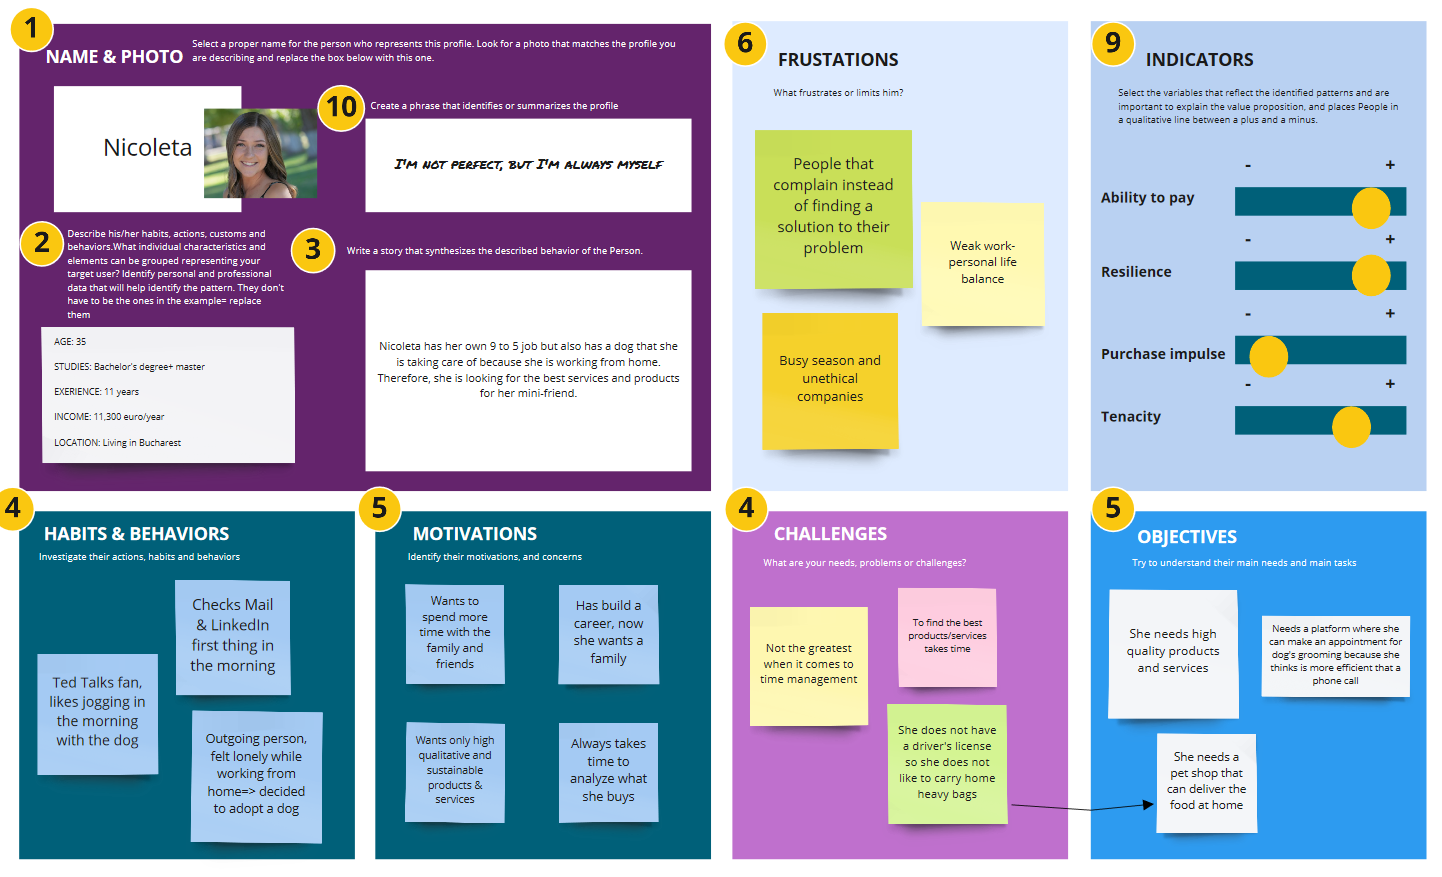 1
NAME & PHOTO
Select a proper name for the person who represents this profile. Look for a photo that matches the profile you
are describing and replace the box below with this one.
Nicoleta
10
Create a phrase that identifies or summarizes the profile
I'M NOT PERFECT, BUT I'M ALWAYS MYSELF
2
Describe his/her habits, actions, customs and
behaviors.What individual characteristics and
elements can be grouped representing your
target user? Identify personal and professional
data that will help identify the pattern. They don't
have to be the ones in the example= replace
them
AGE: 35
STUDIES: Bachelor's degree+ master
EXERIENCE: 11 years
INCOME: 11,300 euro/year
LOCATION: Living in Bucharest
3
Write a story that synthesizes the described behavior of the Person.
Nicoleta has her own 9 to 5 job but also has a dog that she
is taking care of because she is working from home.
Therefore, she is looking for the best services and products
for her mini-friend.
6
FRUSTATIONS
What frustrates or limits him?
People that
complain instead
of finding a
solution to their
problem
Weak work-
personal life
balance
Busy season and
unethical
companies
9
INDICATORS
Select the variables that reflect the identified patterns and are
important to explain the value proposition, and places People in
a qualitative line between a plus and a minus.
- +
Ability to pay
- +
Resilience
- +
Purchase impulse
- +
Tenacity
4
HABITS & BEHAVIORS
Investigate their actions, habits and behaviors
Checks Mail
& LinkedIn
first thing in
the morning
Ted Talks fan,
likes jogging in
the morning
with the dog
Outgoing person,
felt lonely while
working from
home=> decided
to adopt a dog
5
MOTIVATIONS
Identify their motivations, and concerns
Wants to
spend more
time with the
family and
friends
Has build a
career, now
she wants a
family
Wants only high
qualitative and
sustainable
products &
services
Always takes
time to
analyze what
she buys
4
CHALLENGES
What are your needs, problems or challenges?
Not the greatest
when it comes to
time management
To find the best
products/services
takes time
She does not have
a driver's license
so she does not
like to carry home
heavy bags
5
OBJECTIVES
Try to understand their main needs and main tasks
She needs high
quality products
and services
Needs a platform where she
can make an appointment for
dog's grooming because she
thinks is more efficient that a
phone call
She needs a
pet shop that
can deliver the
food at home